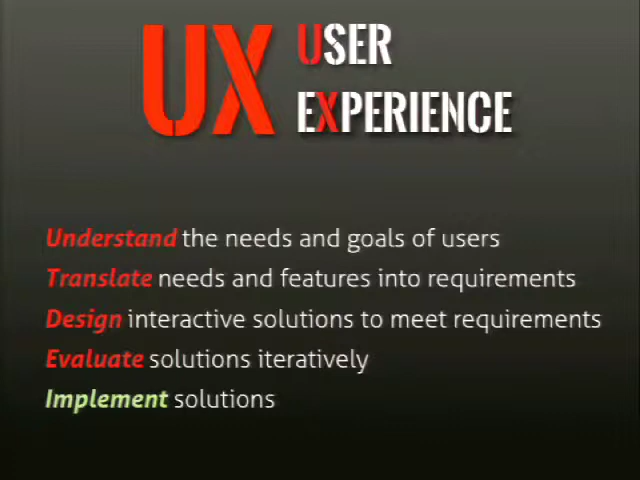 UX
USER
EXPERIENCE
Understand the needs and goals of users
Translate needs and features into requirements
Design interactive solutions to meet requirements
Evaluate solutions iteratively
Implement solutions